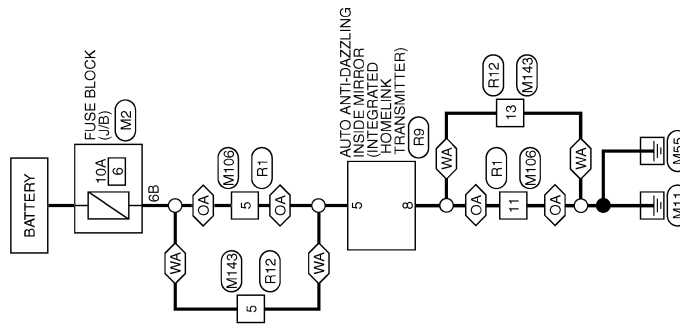 BATTERY
FUSE BLOCK
(J/B)
M2
10A
6
6B
OA
WA
M106
5
R1
M143
5
R12
OA
WA
AUTO ANTI-DAZZLING
INSIDE MIRROR
(INTEGRATED
HOMELINK
TRANSMITTER)
R9
5
8
OA
WA
R1
11
M106
R12
13
M143
OA
WA
M11
M55